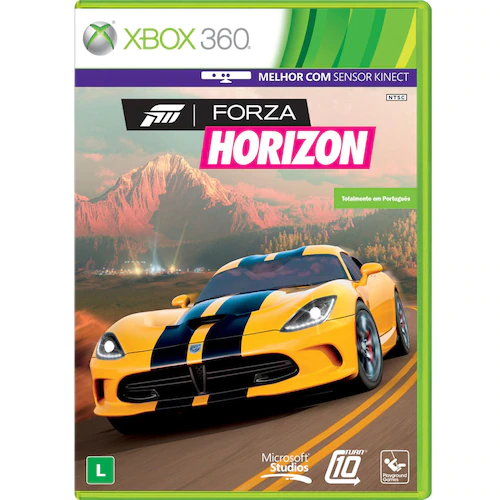 XBOX 360
MELHOR COM SENSOR KINECT
NTSC
FORZA
HORIZON
Totalmente em Português
L
Microsoft
Studios
TURN
10
Playground
Games